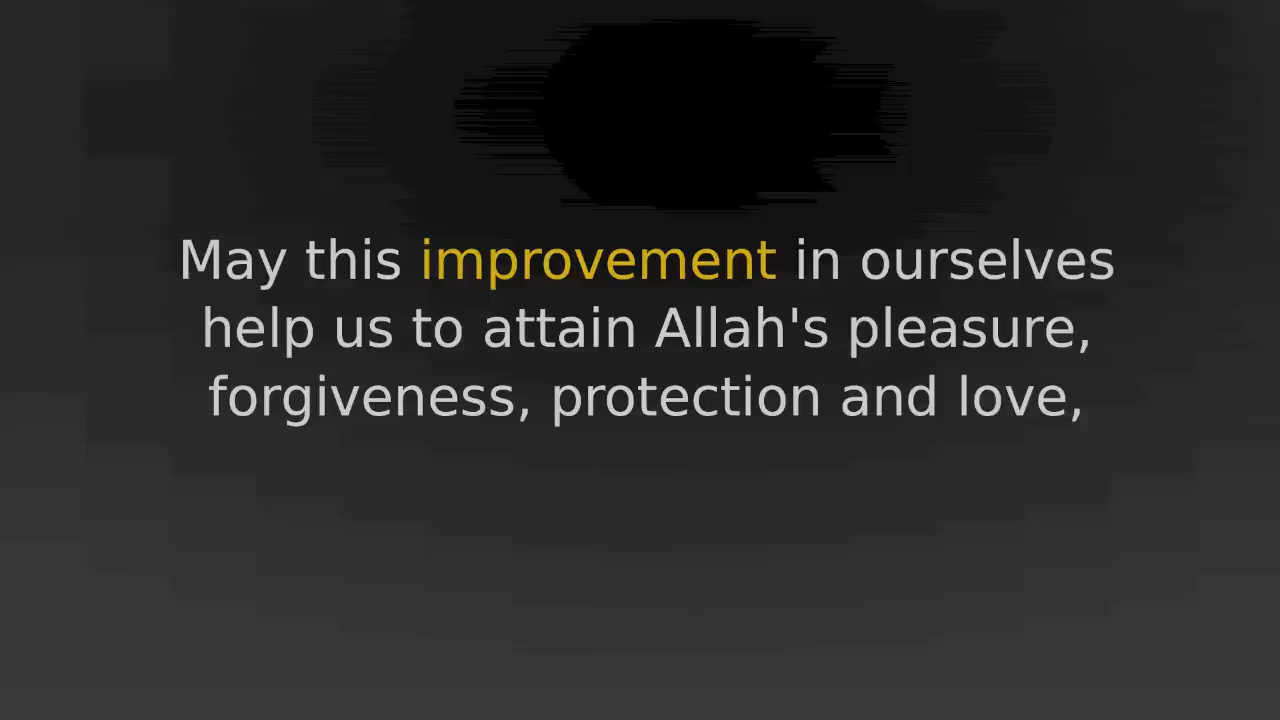 May this improvement in ourselves
help us to attain Allah's pleasure,
forgiveness, protection and love,